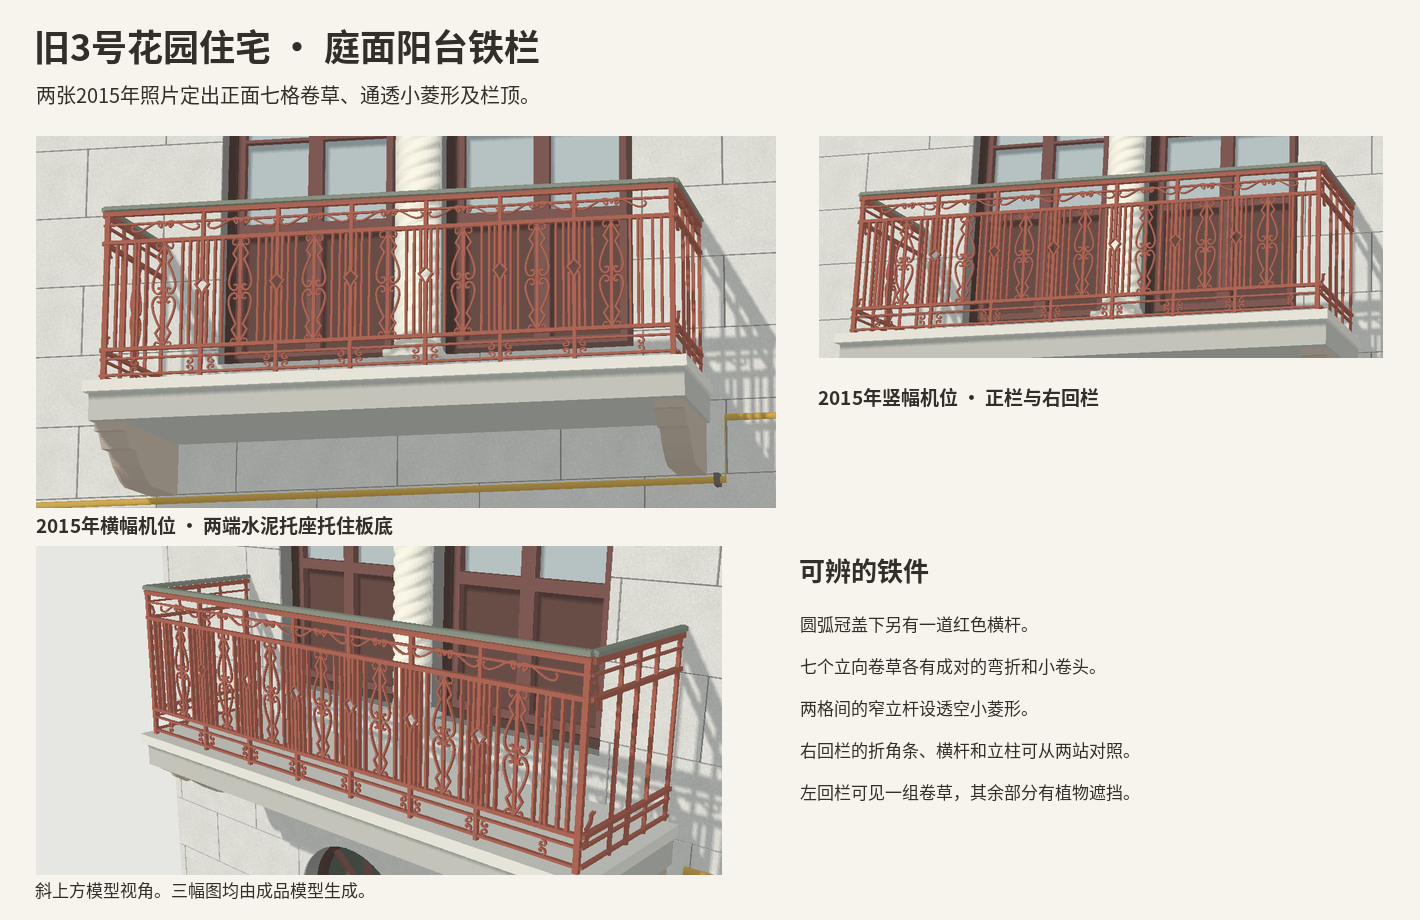 旧3号花园住宅 · 庭面阳台铁栏
两张2015年照片定出正面七格卷草、通透小菱形及栏顶。
2015年竖幅机位 · 正栏与右回栏
2015年横幅机位 · 两端水泥托座托住板底
可辨的铁件
圆弧冠盖下另有一道红色横杆。
七个立向卷草各有成对的弯折和小卷头。
两格间的窄立杆设透空小菱形。
右回栏的折角条、横杆和立柱可从两站对照。
左回栏可见一组卷草，其余部分有植物遮挡。
斜上方模型视角。三幅图均由成品模型生成。